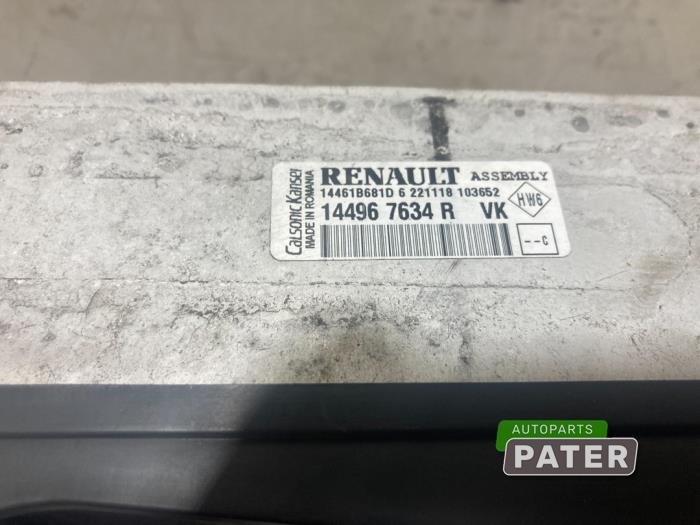 RENAULT ASSEMBLY
14461B681D 6 221118 103652
14496 7634 R VK
HW6
--C
Calsonic Kansei
MADE IN ROMANIA
AUTOPARTS
PATER